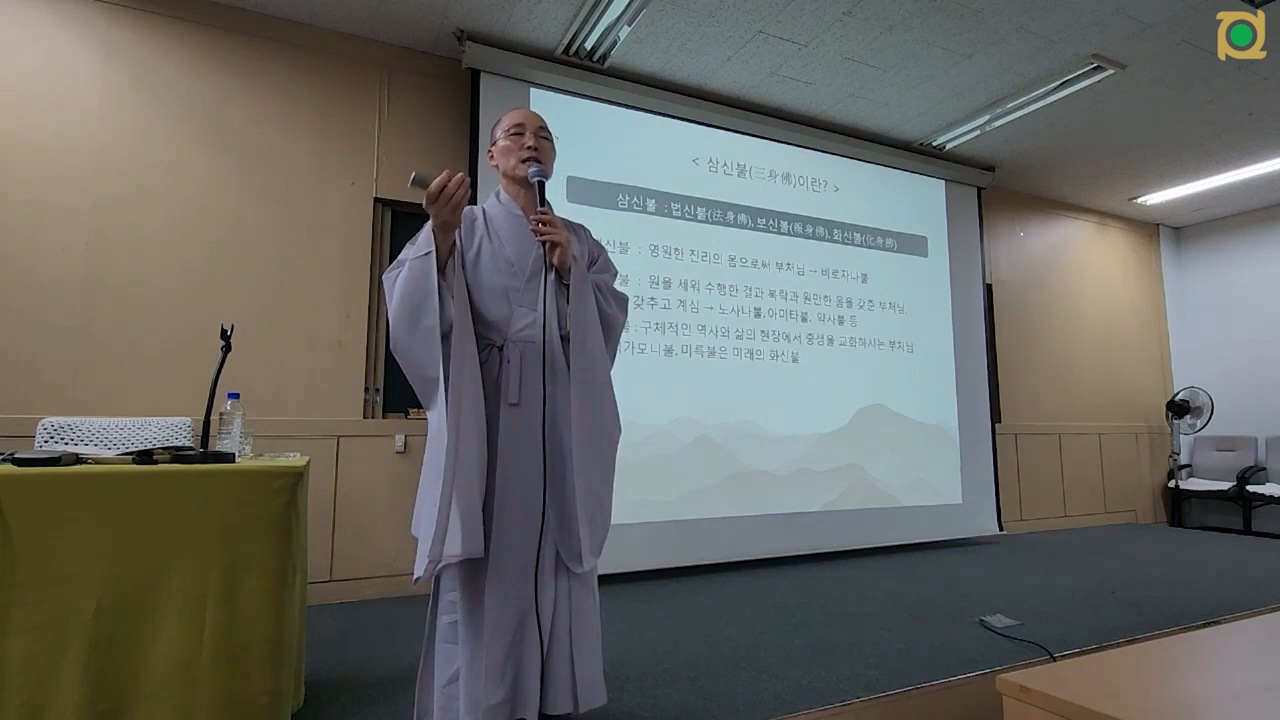 < 삼신불(三身佛)이란? >
삼신불 : 법신불(法身佛), 보신불(報身佛), 화신불(化身佛)
신불 : 영원한 진리의 몸으로써 부처님 → 비로자나불
불 : 원을 세워 수행한 결과 복락과 원만한 몸을 갖춘 부처님.
갖추고 계심 → 노사나불, 아미타불, 약사불 등
: 구체적인 역사와 삶의 현장에서 중생을 교화하시는 부처님
가모니불, 미륵불은 미래의 화신불